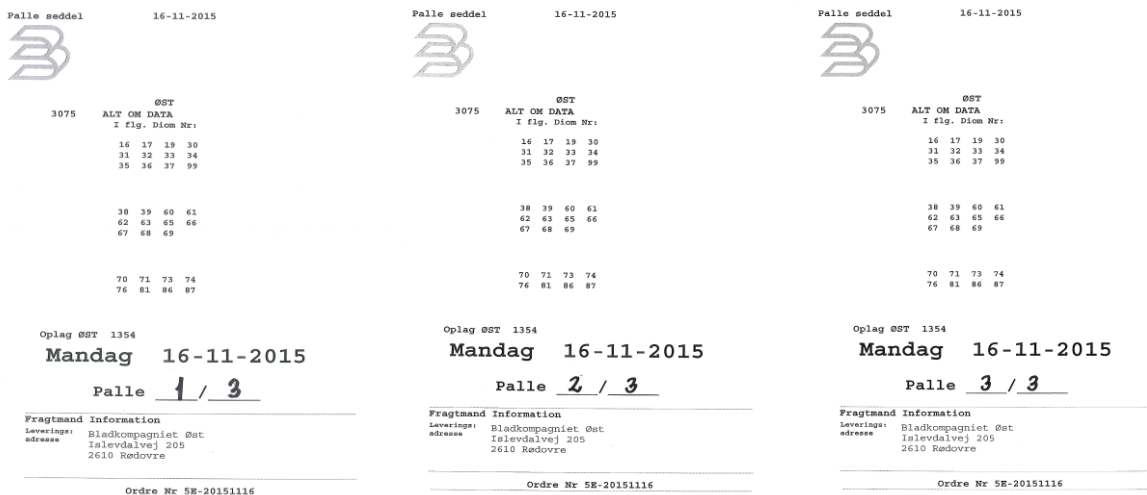 Palle seddel 16-11-2015
ØST
3075 ALT OM DATA
I flg. Diom Nr:
16 17 19 30
31 32 33 34
35 36 37 99
38 39 60 61
62 63 65 66
67 68 69
70 71 73 74
76 81 86 87
Oplag ØST 1354
Mandag 16-11-2015
Palle 1 / 3
Fragtmand Information
Leverings: Bladkompagniet Øst
adresse Islevdalvej 205
2610 Rødovre
Ordre Nr 5E-20151116
Palle seddel 16-11-2015
ØST
3075 ALT OM DATA
I flg. Diom Nr:
16 17 19 30
31 32 33 34
35 36 37 99
38 39 60 61
62 63 65 66
67 68 69
70 71 73 74
76 81 86 87
Oplag ØST 1354
Mandag 16-11-2015
Palle 2 / 3
Fragtmand Information
Leverings: Bladkompagniet Øst
adresse Islevdalvej 205
2610 Rødovre
Ordre Nr 5E-20151116
Palle seddel 16-11-2015
ØST
3075 ALT OM DATA
I flg. Diom Nr:
16 17 19 30
31 32 33 34
35 36 37 99
38 39 60 61
62 63 65 66
67 68 69
70 71 73 74
76 81 86 87
Oplag ØST 1354
Mandag 16-11-2015
Palle 3 / 3
Fragtmand Information
Leverings: Bladkompagniet Øst
adresse Islevdalvej 205
2610 Rødovre
Ordre Nr 5E-20151116